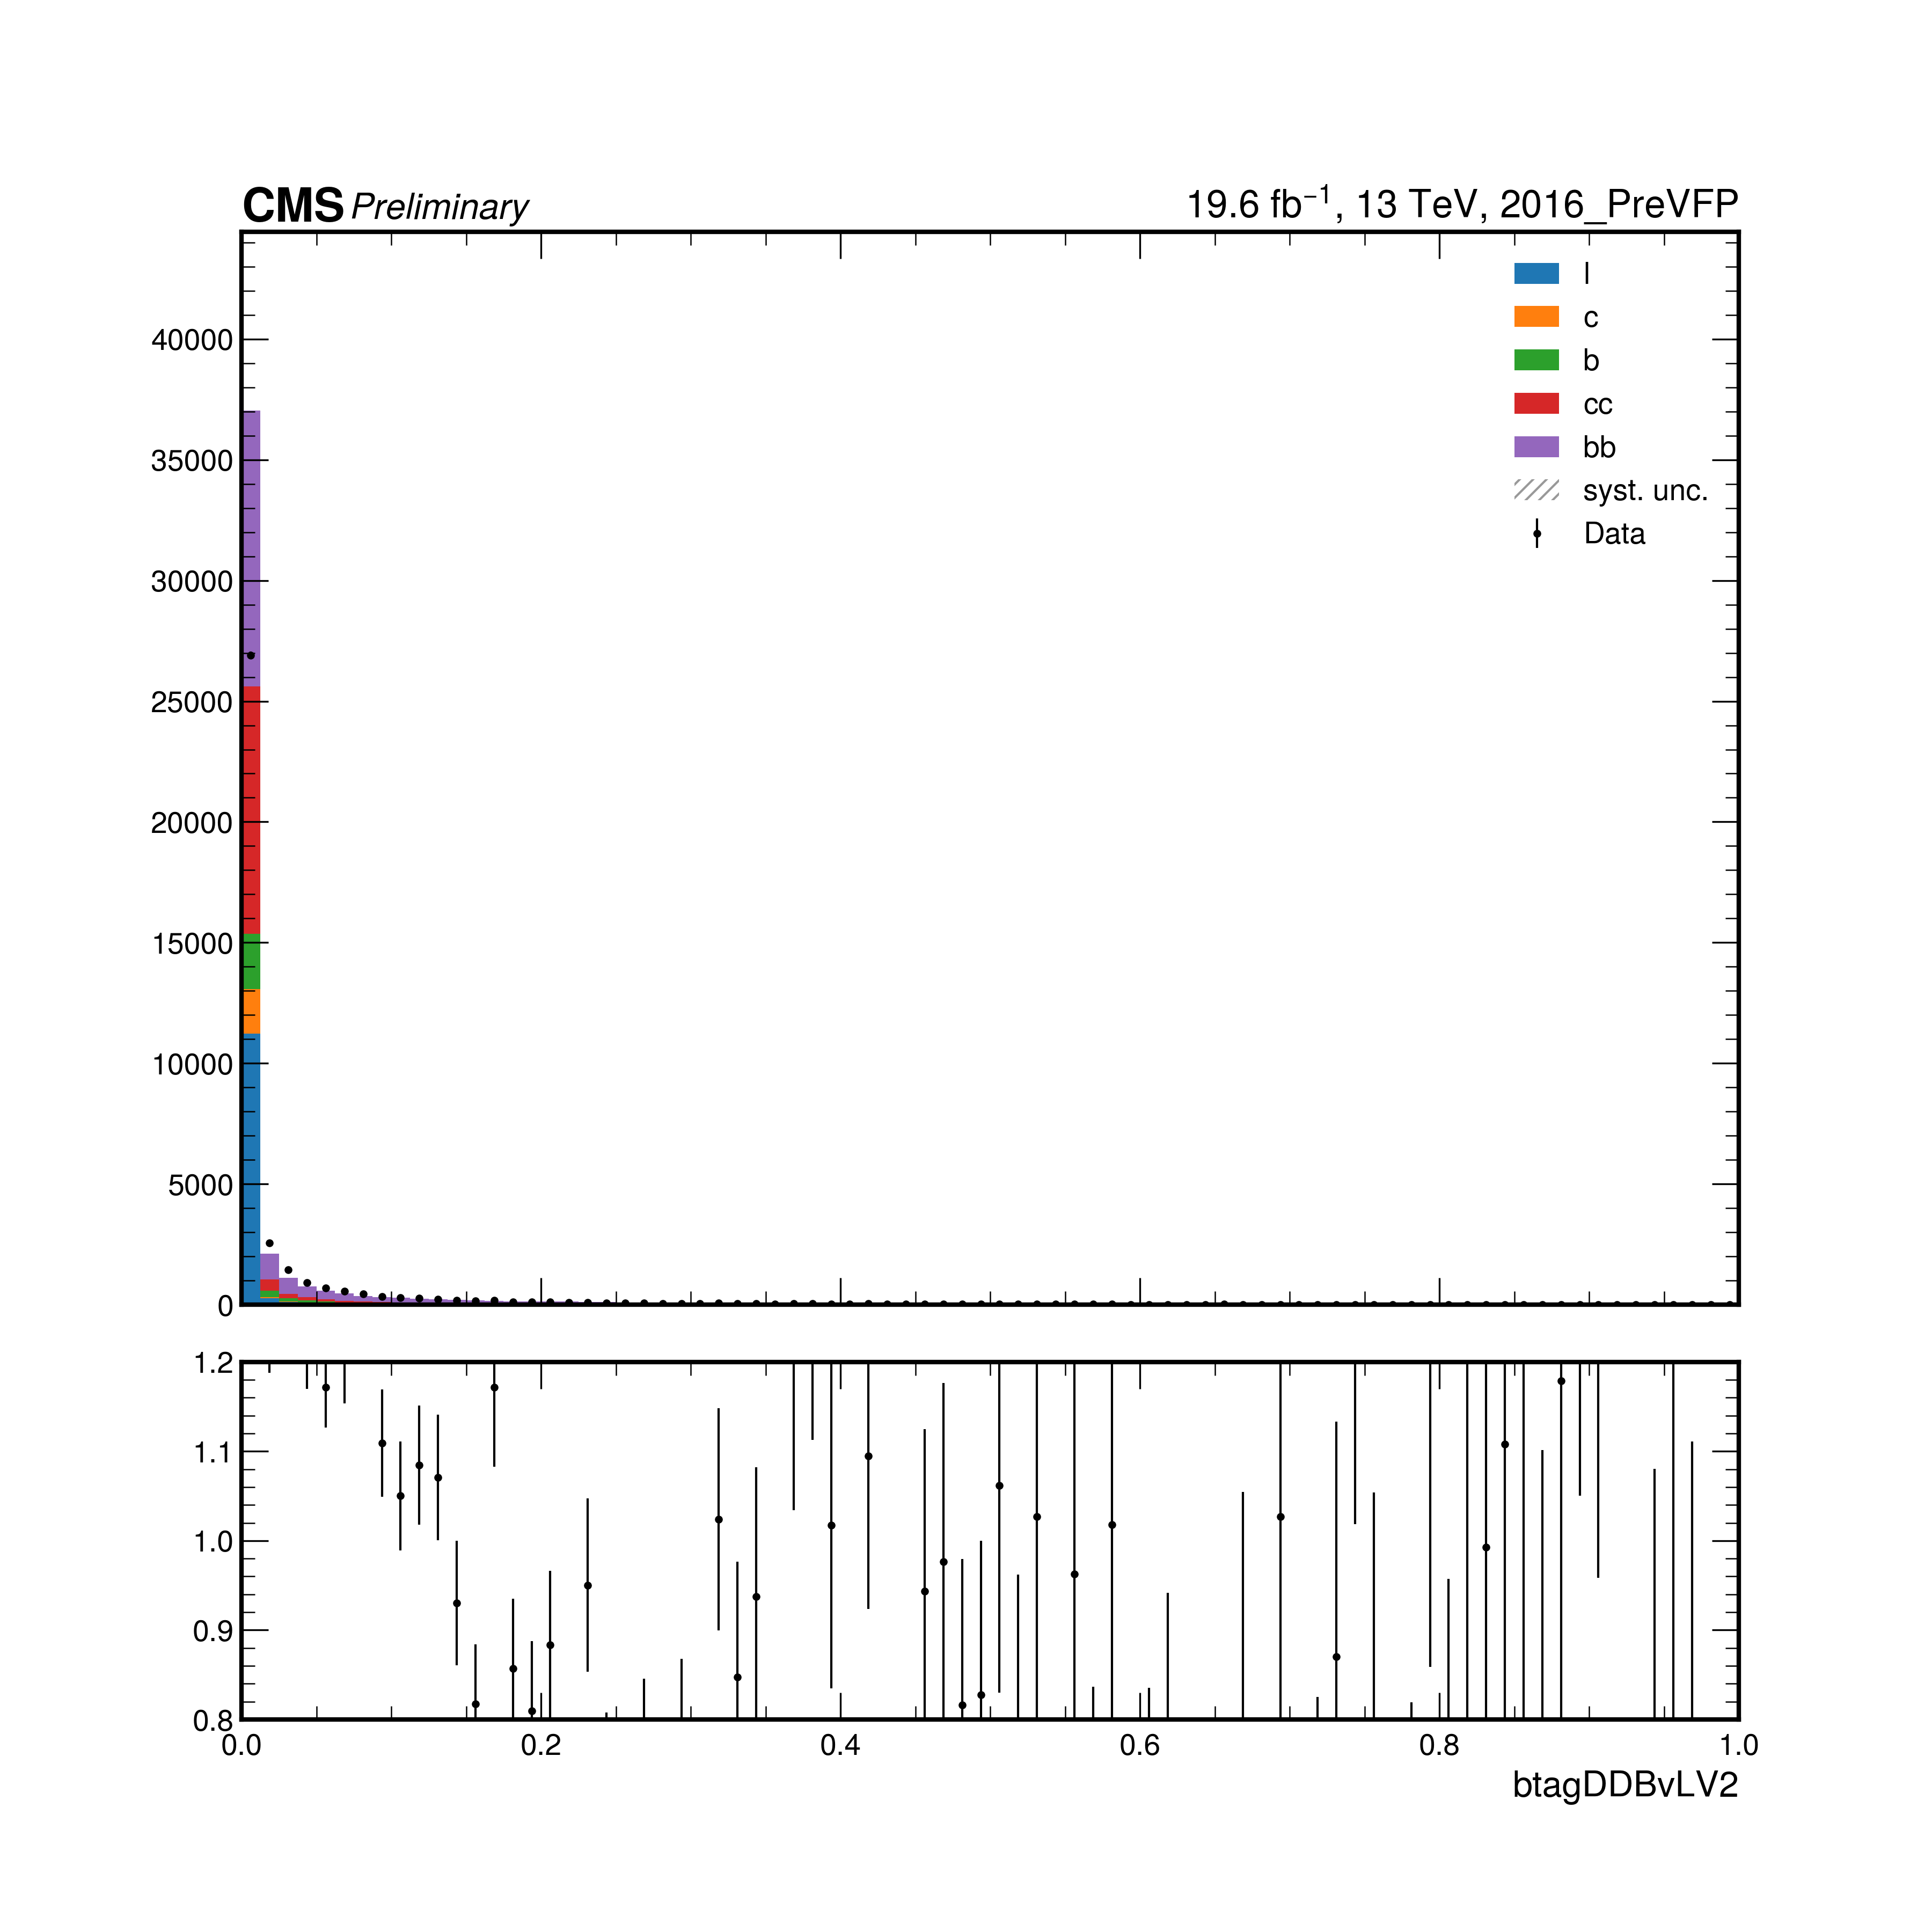 CMS Preliminary 19.6 fb⁻¹, 13 TeV, 2016_PreVFP
l
c
b
cc
bb
syst. unc.
Data
40000
35000
30000
25000
20000
15000
10000
5000
0
1.2
1.1
1.0
0.9
0.8
0.0 0.2 0.4 0.6 0.8 1.0
btagDDBvLV2